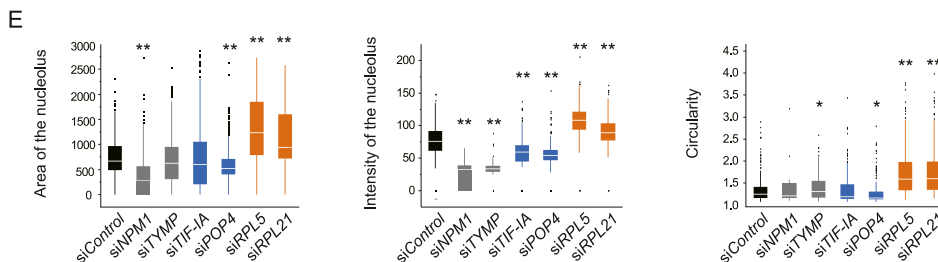 E
Area of the nucleolus
3000
2500
2000
1500
1000
500
0
** ** ** **
siControl siNPM1 siTYMP siTIF-IA siPOP4 siRPL5 siRPL21
Intensity of the nucleolus
200
150
100
50
0
** ** ** ** ** **
siControl siNPM1 siTYMP siTIF-IA siPOP4 siRPL5 siRPL21
Circularity
4.5
4.0
3.5
3.0
2.5
2.0
1.5
1.0
* * ** **
siControl siNPM1 siTYMP siTIF-IA siPOP4 siRPL5 siRPL21